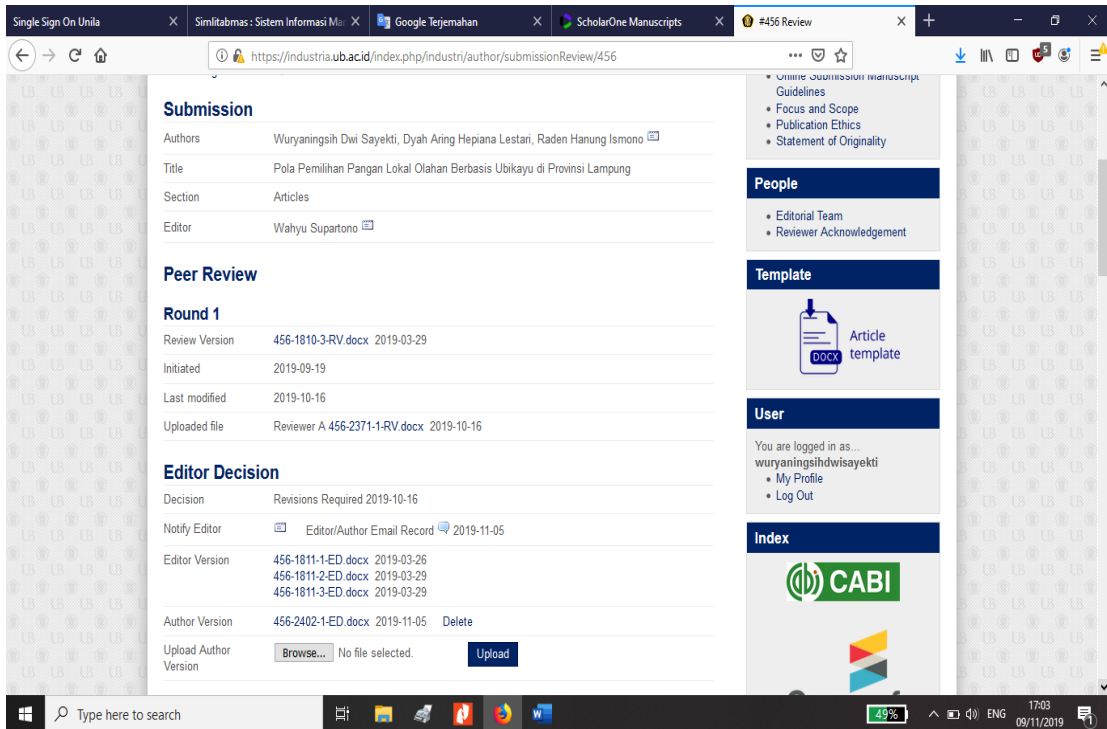 Single Sign On Unila
Simlitabmas : Sistem Informasi Ma
Google Terjemahan
ScholarOne Manuscripts
#456 Review
https://industria.ub.ac.id/index.php/industri/author/submissionReview/456
Submission
Authors Wuryaningsih Dwi Sayekti, Dyah Aring Hepiana Lestari, Raden Hanung Ismono
Title Pola Pemilihan Pangan Lokal Olahan Berbasis Ubikayu di Provinsi Lampung
Section Articles
Editor Wahyu Supartono
Peer Review
Round 1
Review Version 456-1810-3-RV.docx 2019-03-29
Initiated 2019-09-19
Last modified 2019-10-16
Uploaded file Reviewer A 456-2371-1-RV.docx 2019-10-16
Editor Decision
Decision Revisions Required 2019-10-16
Notify Editor Editor/Author Email Record 2019-11-05
Editor Version 456-1811-1-ED.docx 2019-03-26
456-1811-2-ED.docx 2019-03-29
456-1811-3-ED.docx 2019-03-29
Author Version 456-2402-1-ED.docx 2019-11-05 Delete
Upload Author
Version
Browse... No file selected. Upload
Online Submission Manuscript
Guidelines
Focus and Scope
Publication Ethics
Statement of Originality
People
Editorial Team
Reviewer Acknowledgement
Template
Article
template
DOCX
User
You are logged in as...
wuryaningsihdwisayekti
My Profile
Log Out
Index
CABI
Type here to search
49%
ENG
17:03
09/11/2019